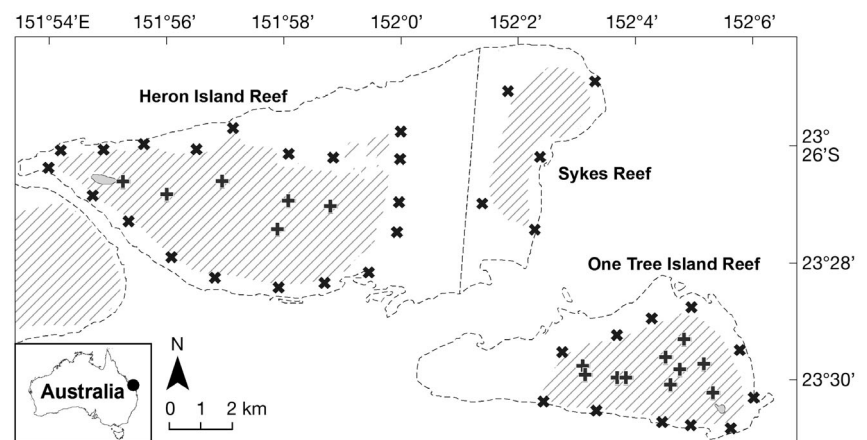 151°54'E 151°56' 151°58' 152°0' 152°2' 152°4' 152°6'
Heron Island Reef
23°
26'S
Sykes Reef
One Tree Island Reef
23°28'
N
Australia
23°30'
0 1 2 km